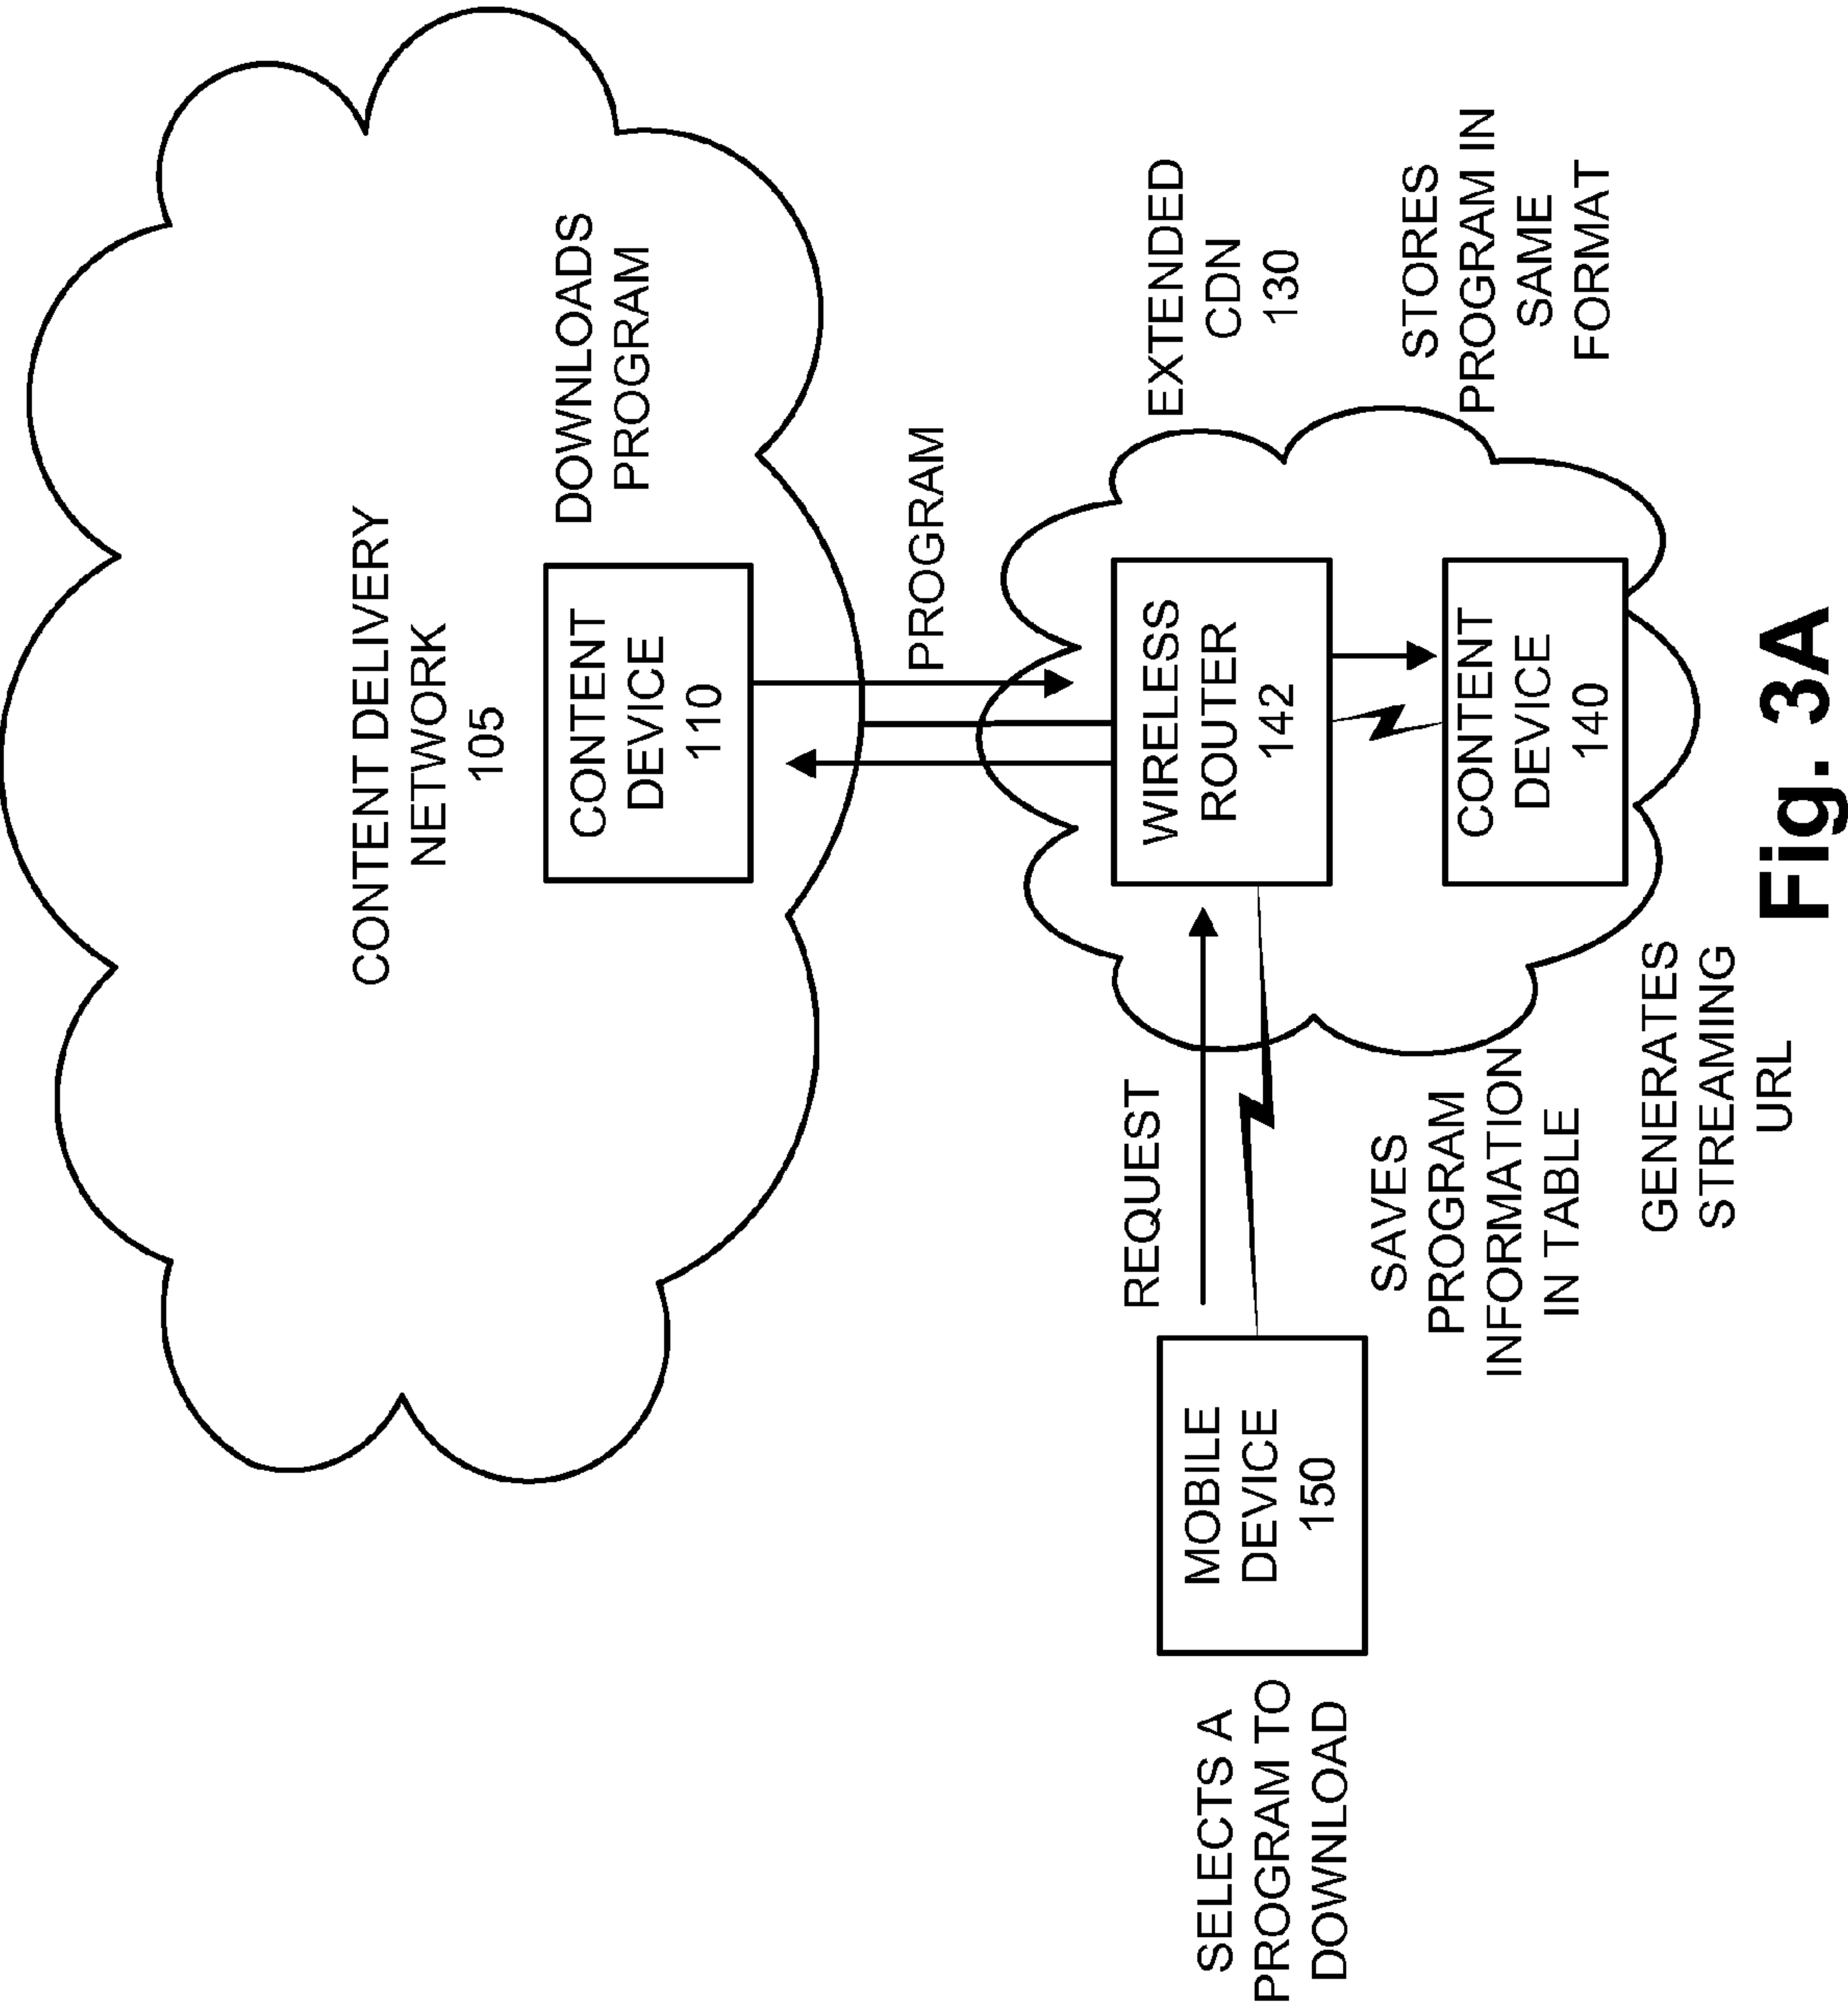 CONTENT DELIVERY
NETWORK
105
CONTENT
DEVICE
110
DOWNLOADS
PROGRAM
PROGRAM
EXTENDED
CDN
130
REQUEST
WIRELESS
ROUTER
142
MOBILE
DEVICE
150
SELECTS A
PROGRAM TO
DOWNLOAD
SAVES
PROGRAM
INFORMATION
IN TABLE
CONTENT
DEVICE
140
STORES
PROGRAM IN
SAME
FORMAT
GENERATES
STREAMING
URL
Fig. 3A